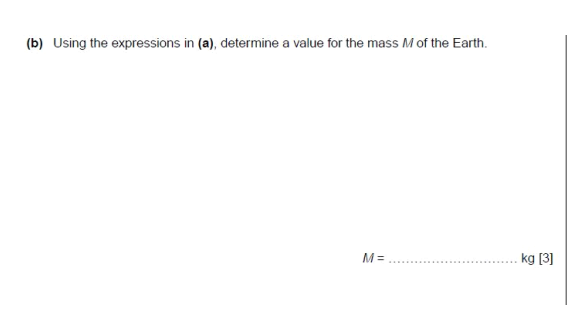 (b) Using the expressions in (a), determine a value for the mass M of the Earth.
M = .............................. kg [3]